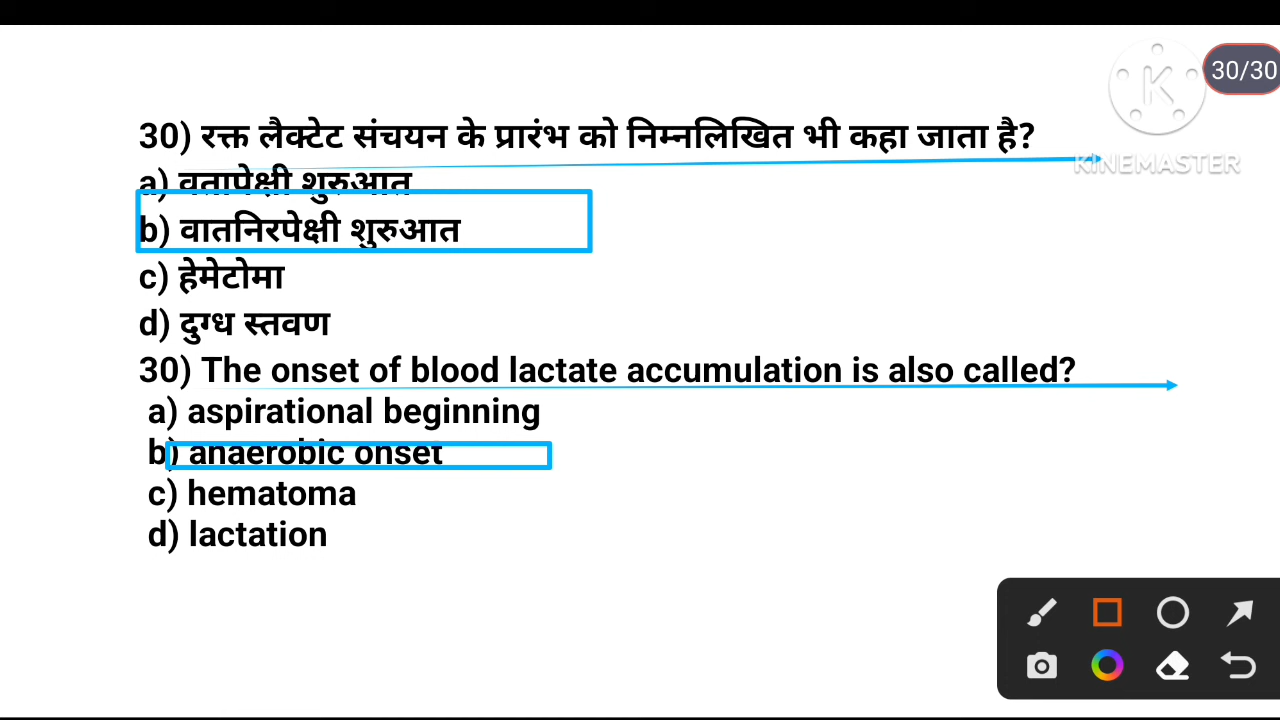 30/30
KINEMASTER
30) रक्त लैक्टेट संचयन के प्रारंभ को निम्नलिखित भी कहा जाता है?
a) वतापेक्षी शुरुआत
b) वातनिरपेक्षी शुरुआत
c) हेमेटोमा
d) दुग्ध स्तवण
30) The onset of blood lactate accumulation is also called?
a) aspirational beginning
b) anaerobic onset
c) hematoma
d) lactation